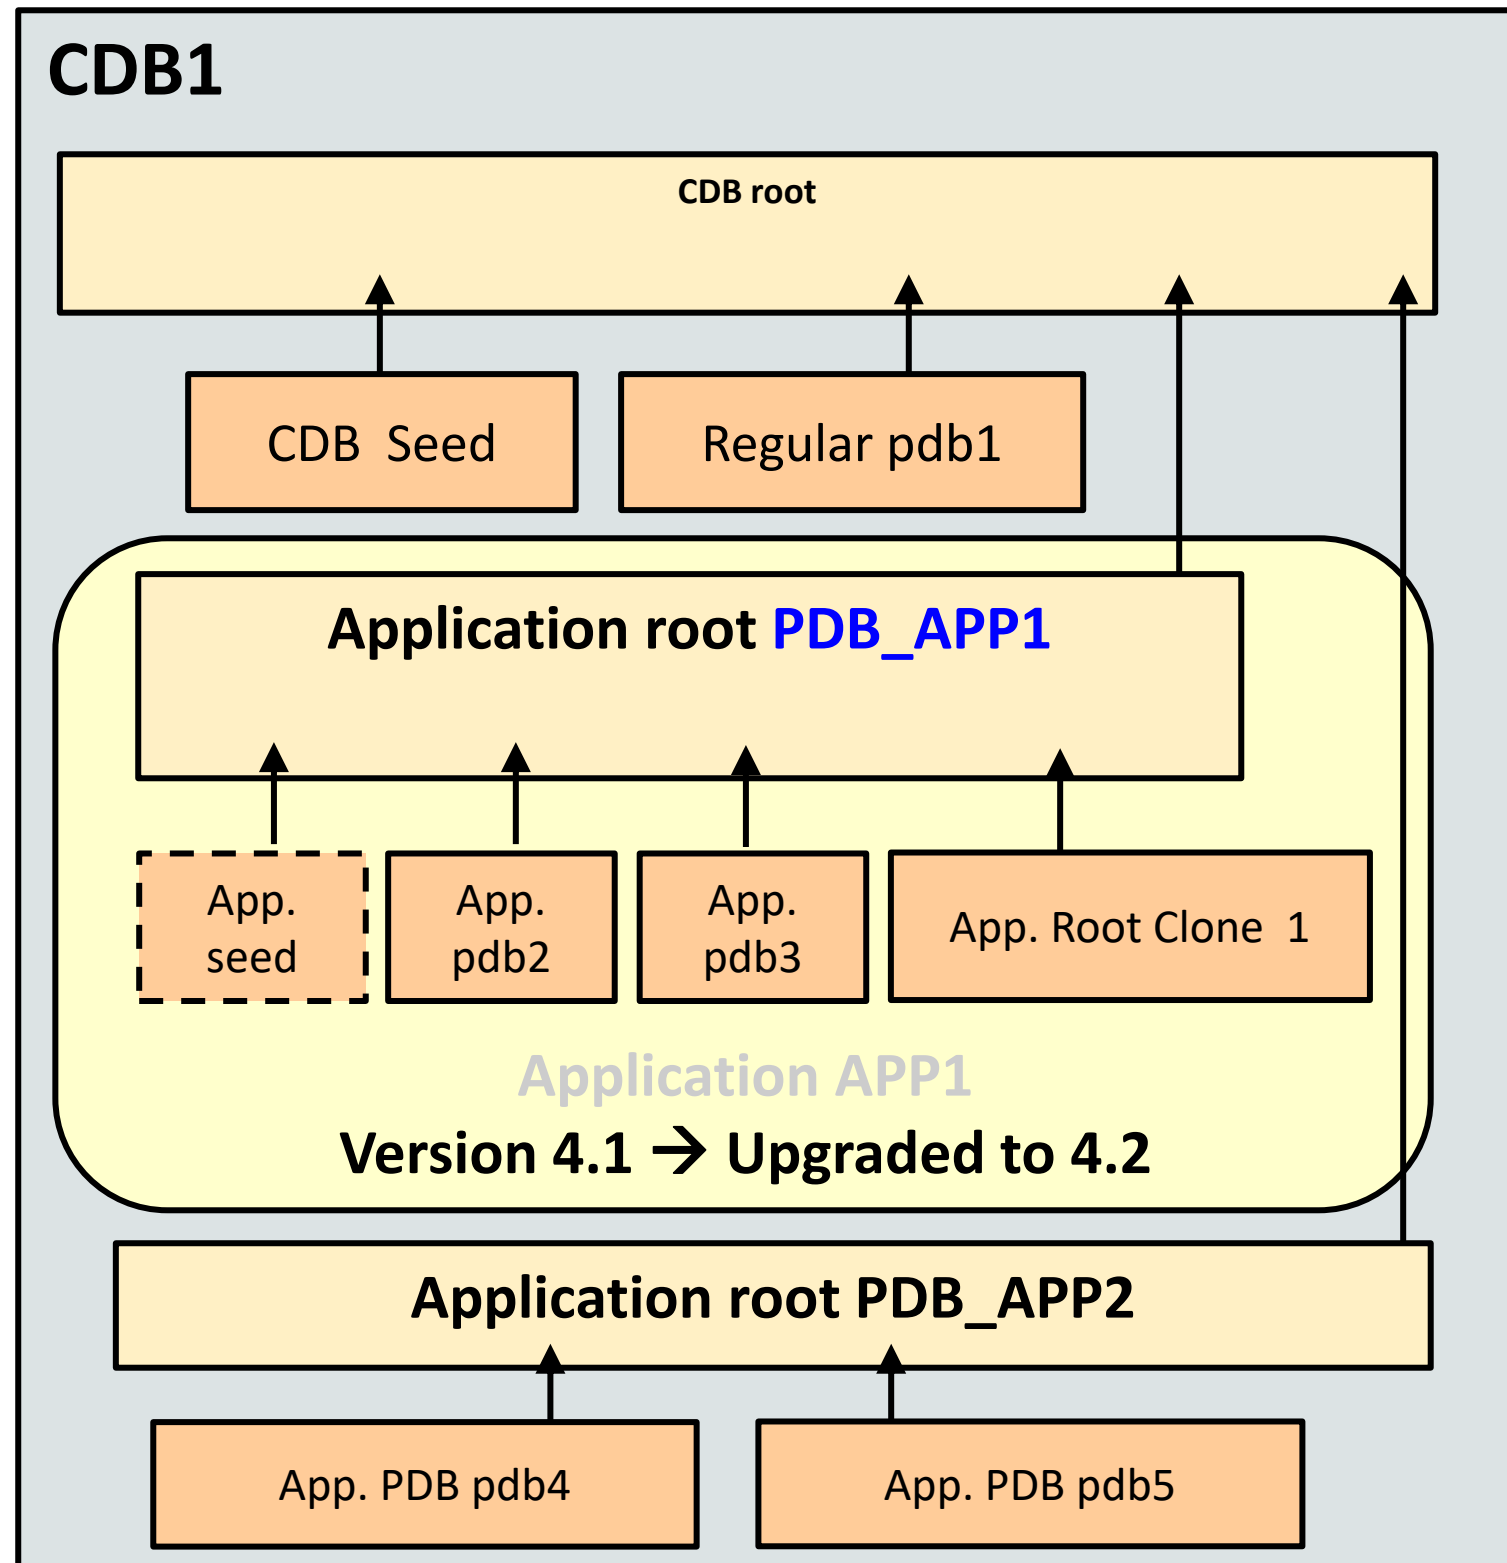 CDB1
CDB root
CDB Seed
Regular pdb1
Application root PDB_APP1
App.
seed
App.
pdb2
App.
pdb3
App. Root Clone 1
Application APP1
Version 4.1 → Upgraded to 4.2
Application root PDB_APP2
App. PDB pdb4
App. PDB pdb5